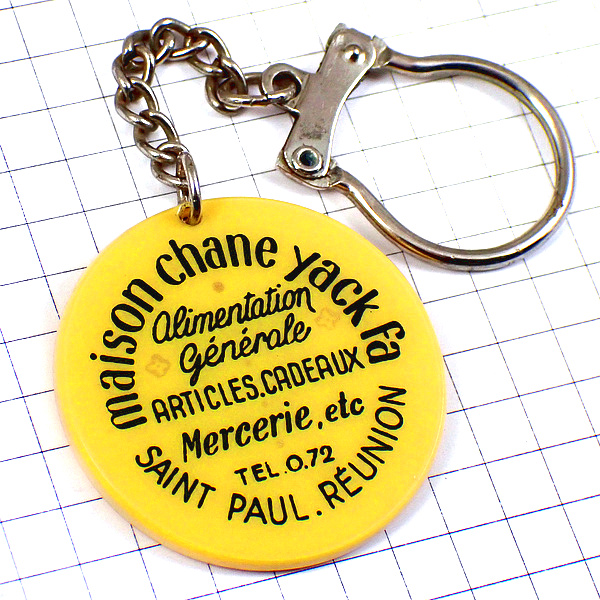 maison chane yack fa
Alimentation
Générale
ARTICLES.CADEAUX
Mercerie, etc
TEL.0.72
SAINT PAUL. RÉUNION